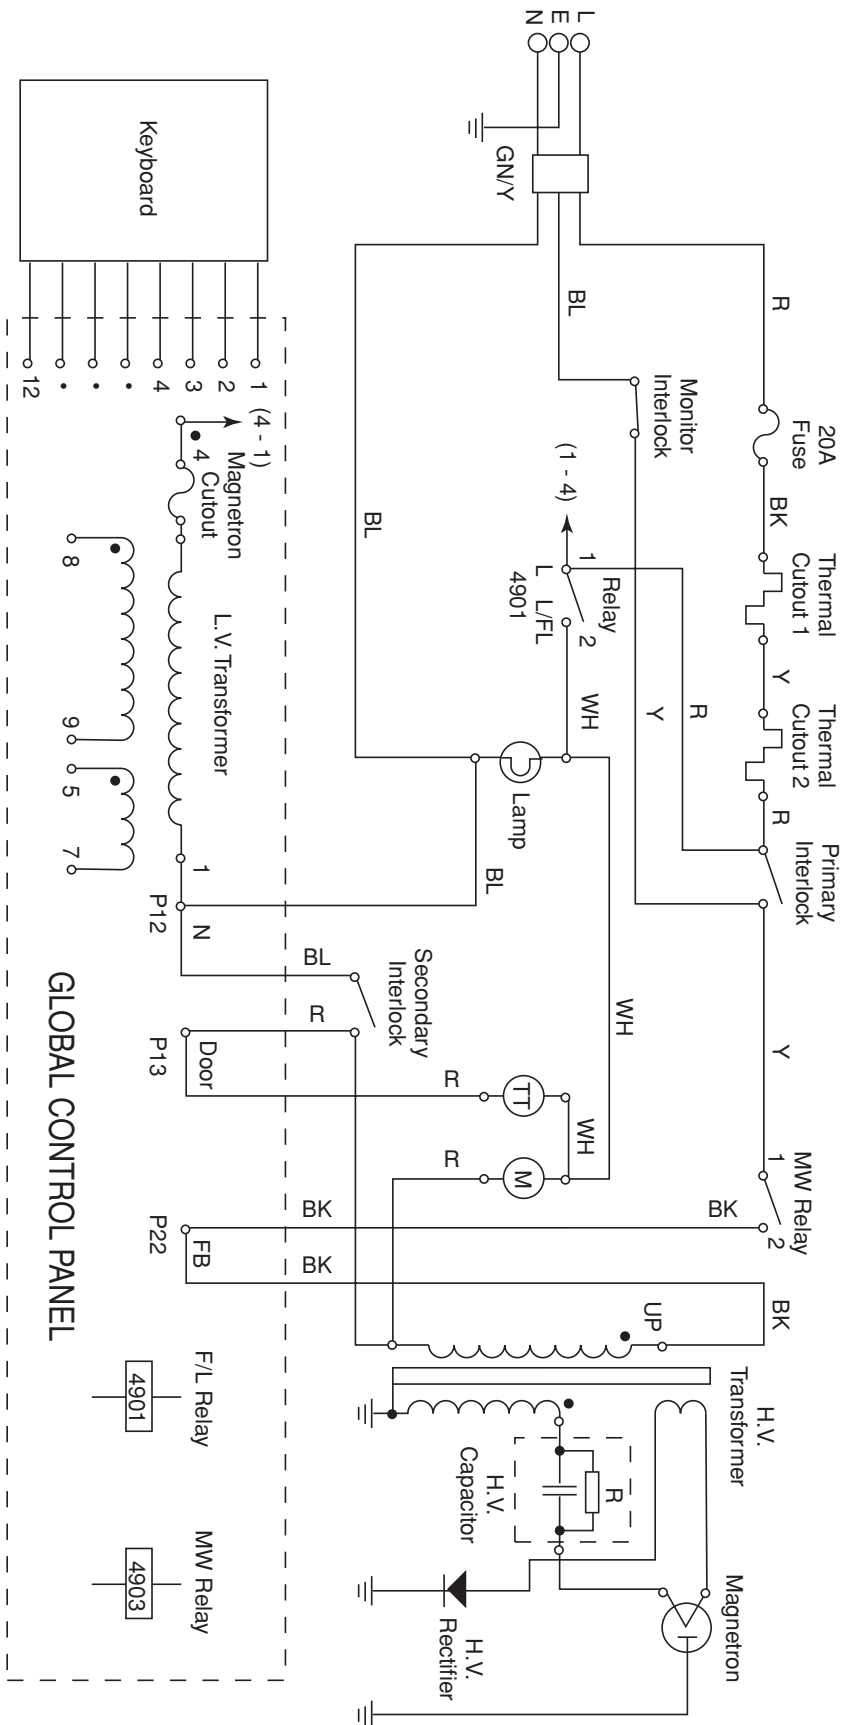 L
E
N
GN/Y
R
20A
Fuse
BK
Thermal
Cutout 1
Y
Thermal
Cutout 2
R
Primary
Interlock
Y
MW Relay
1
2
BK
BK
BL
Monitor
Interlock
R
Y
(1 - 4)
1
Relay
2
L
L/FL
4901
WH
Lamp
WH
BL
BL
Secondary
Interlock
BL
R
R
TT
WH
R
M
BK
BK
UP
H.V.
Transformer
R
H.V.
Capacitor
H.V.
Rectifier
Magnetron
Keyboard
1
2
3
4
•
•
•
12
(4 - 1)
4
Magnetron
Cutout
L.V. Transformer
1
8
9
5
7
N
P12
Door
P13
FB
P22
GLOBAL CONTROL PANEL
F/L Relay
4901
MW Relay
4903